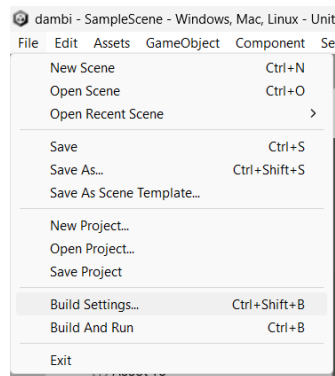 dambi - SampleScene - Windows, Mac, Linux - Unit
File Edit Assets GameObject Component Se
New Scene Ctrl+N
Open Scene Ctrl+O
Open Recent Scene >
Save Ctrl+S
Save As... Ctrl+Shift+S
Save As Scene Template...
New Project...
Open Project...
Save Project
Build Settings... Ctrl+Shift+B
Build And Run Ctrl+B
Exit